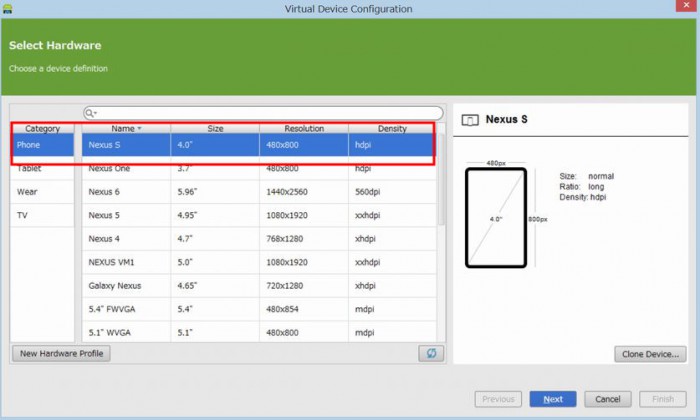 Virtual Device Configuration
Select Hardware
Choose a device definition
Category Name Size Resolution Density
Phone Nexus S 4.0" 480x800 hdpi
Tablet Nexus One 3.7" 480x800 hdpi
Wear Nexus 6 5.96" 1440x2560 560dpi
TV Nexus 5 4.95" 1080x1920 xxhdpi
Nexus 4 4.7" 768x1280 xhdpi
NEXUS VM1 5.0" 1080x1920 xxhdpi
Galaxy Nexus 4.65" 720x1280 xhdpi
5.4" FWVGA 5.4" 480x854 mdpi
5.1" WVGA 5.1" 480x800 mdpi
New Hardware Profile
Nexus S
480px
4.0"
800px
Size: normal
Ratio: long
Density: hdpi
Clone Device...
Previous Next Cancel Finish